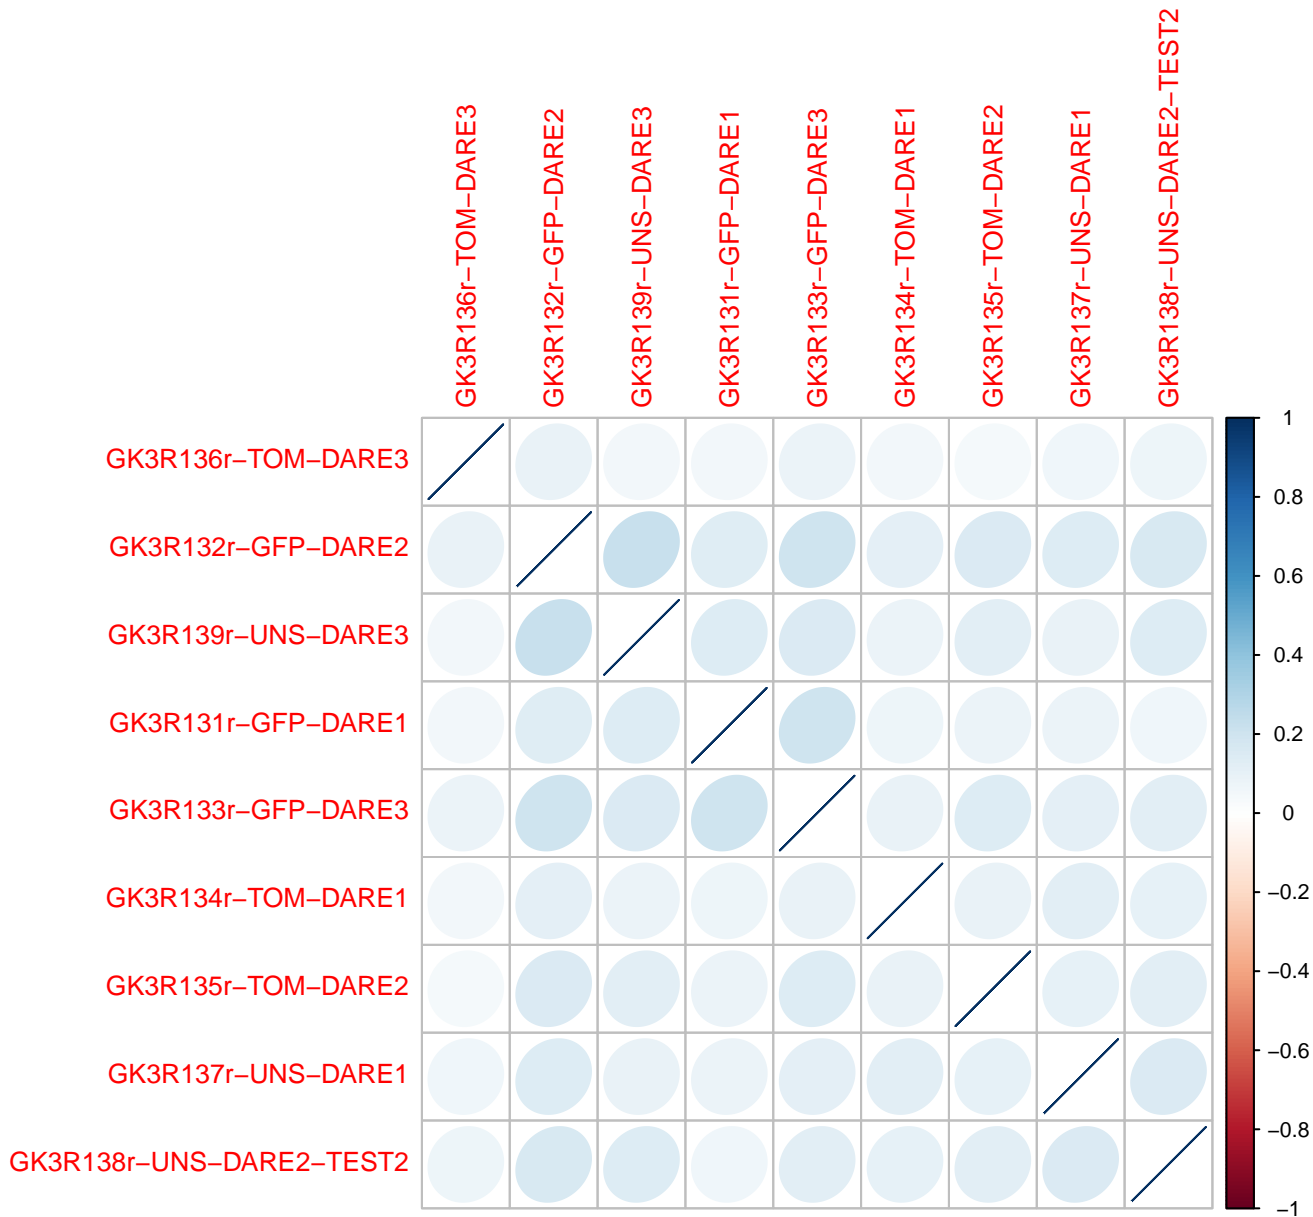 GK3R136r−TOM−DARE3
GK3R132r−GFP−DARE2
GK3R139r−UNS−DARE3
GK3R131r−GFP−DARE1
GK3R133r−GFP−DARE3
GK3R134r−TOM−DARE1
GK3R135r−TOM−DARE2
GK3R137r−UNS−DARE1
GK3R138r−UNS−DARE2−TEST2
GK3R136r−TOM−DARE3
GK3R132r−GFP−DARE2
GK3R139r−UNS−DARE3
GK3R131r−GFP−DARE1
GK3R133r−GFP−DARE3
GK3R134r−TOM−DARE1
GK3R135r−TOM−DARE2
GK3R137r−UNS−DARE1
GK3R138r−UNS−DARE2−TEST2
1
0.8
0.6
0.4
0.2
0
−0.2
−0.4
−0.6
−0.8
−1